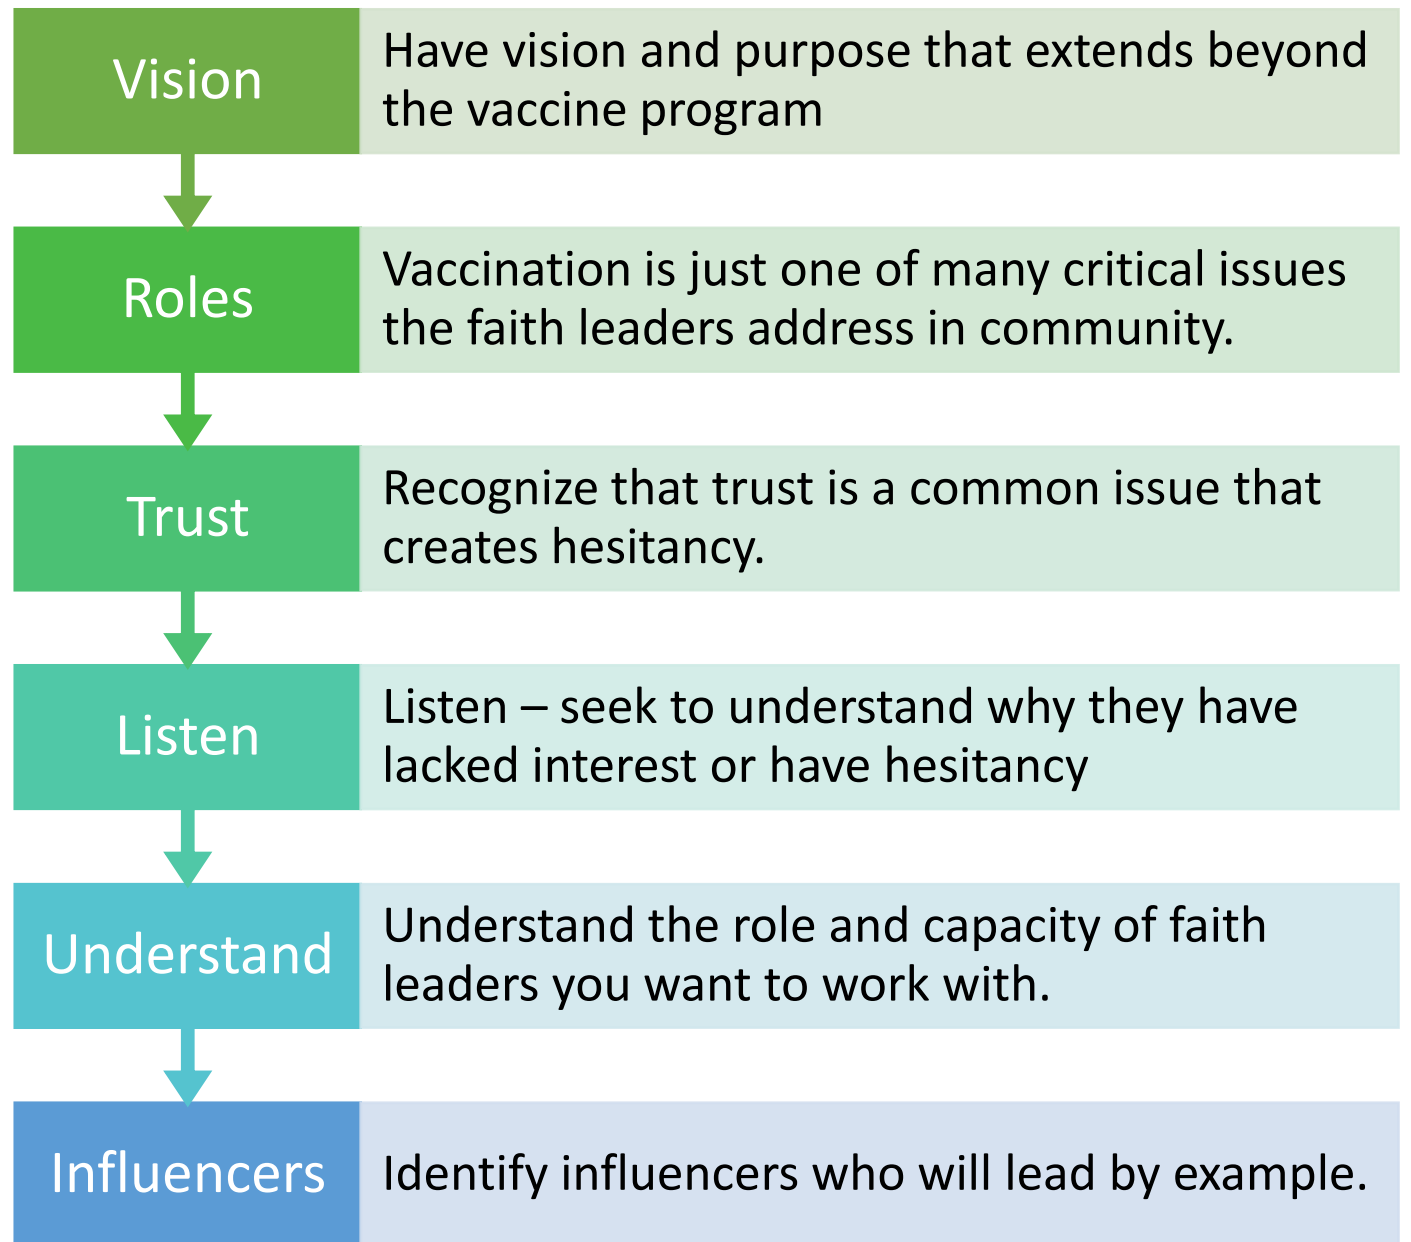 Vision
Have vision and purpose that extends beyond
the vaccine program
Roles
Vaccination is just one of many critical issues
the faith leaders address in community.
Trust
Recognize that trust is a common issue that
creates hesitancy.
Listen
Listen – seek to understand why they have
lacked interest or have hesitancy
Understand
Understand the role and capacity of faith
leaders you want to work with.
Influencers
Identify influencers who will lead by example.